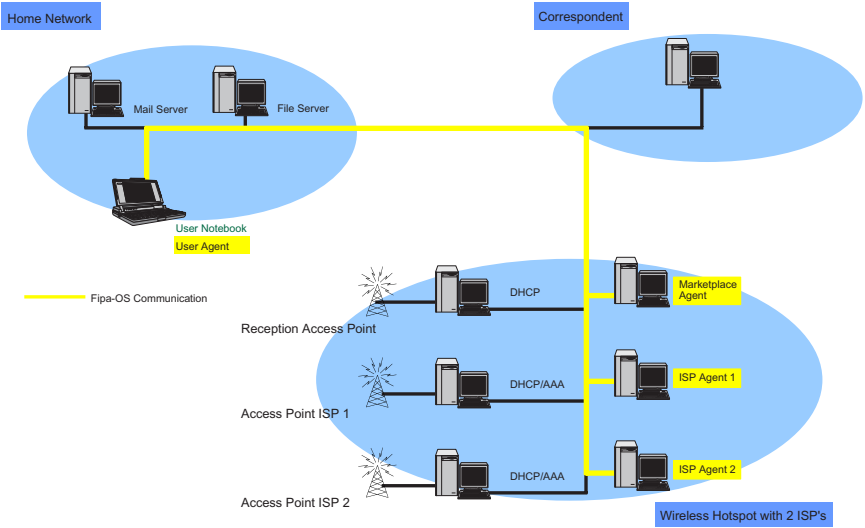 Home Network
Correspondent
Mail Server
File Server
User Notebook
User Agent
Fipa-OS Communication
DHCP
Marketplace
Agent
Reception Access Point
DHCP/AAA
ISP Agent 1
Access Point ISP 1
DHCP/AAA
ISP Agent 2
Access Point ISP 2
Wireless Hotspot with 2 ISP's